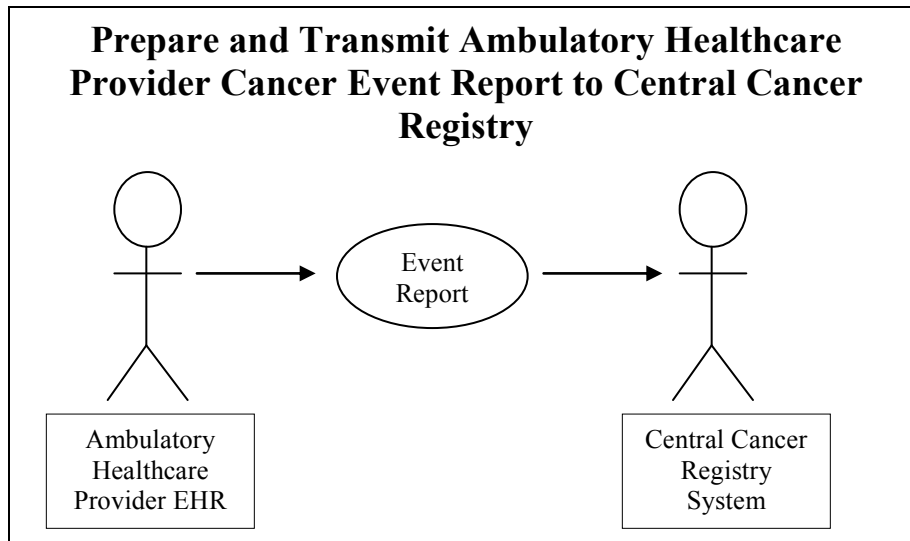 Prepare and Transmit Ambulatory Healthcare
Provider Cancer Event Report to Central Cancer
Registry
Event
Report
Ambulatory
Healthcare
Provider EHR
Central Cancer
Registry
System